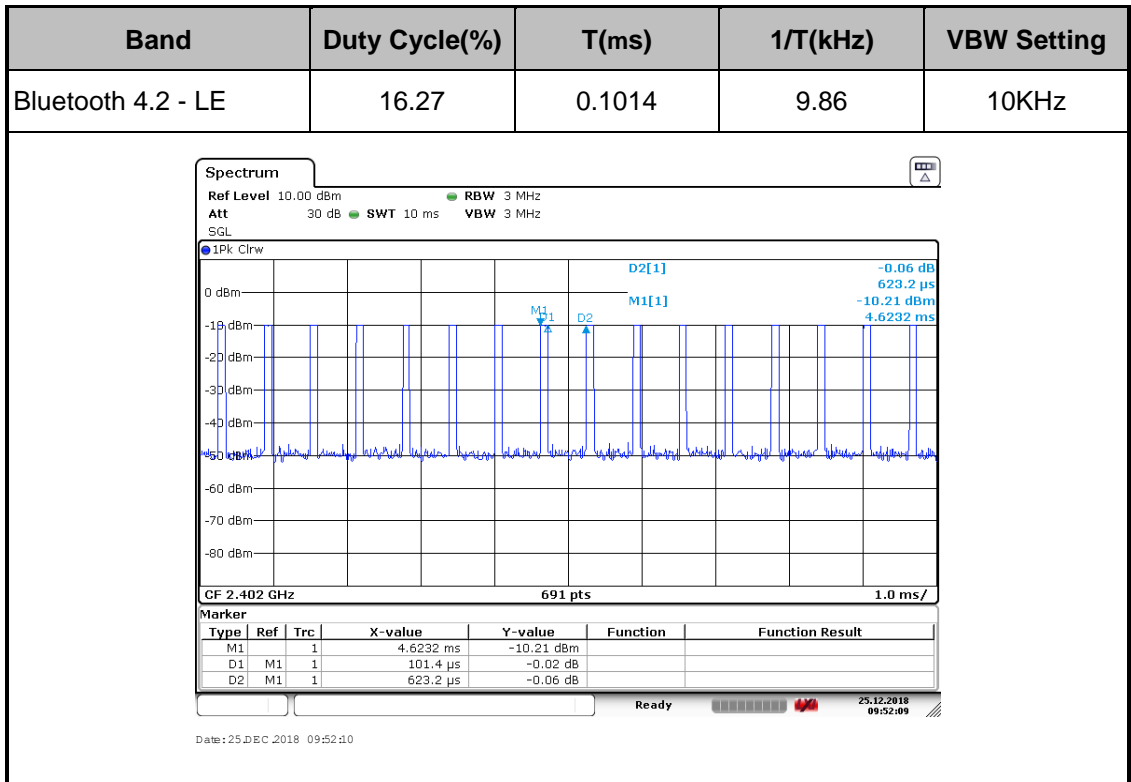 Band Duty Cycle(%) T(ms) 1/T(kHz) VBW Setting
Bluetooth 4.2 - LE 16.27 0.1014 9.86 10KHz
Spectrum
Ref Level 10.00 dBm RBW 3 MHz
Att 30 dB SWT 10 ms VBW 3 MHz
SGL
1Pk Clrw
D2[1] -0.06 dB
623.2 µs
0 dBm
M1[1] -10.21 dBm
4.6232 ms
M1 D1 D2
-10 dBm
-20 dBm
-30 dBm
-40 dBm
-50 dBm
-60 dBm
-70 dBm
-80 dBm
CF 2.402 GHz 691 pts 1.0 ms/
Marker
Type Ref Trc X-value Y-value Function Function Result
M1 1 4.6232 ms -10.21 dBm
D1 M1 1 101.4 µs -0.02 dB
D2 M1 1 623.2 µs -0.06 dB
Ready 25.12.2018
09:52:09
Date: 25.DEC.2018 09:52:10